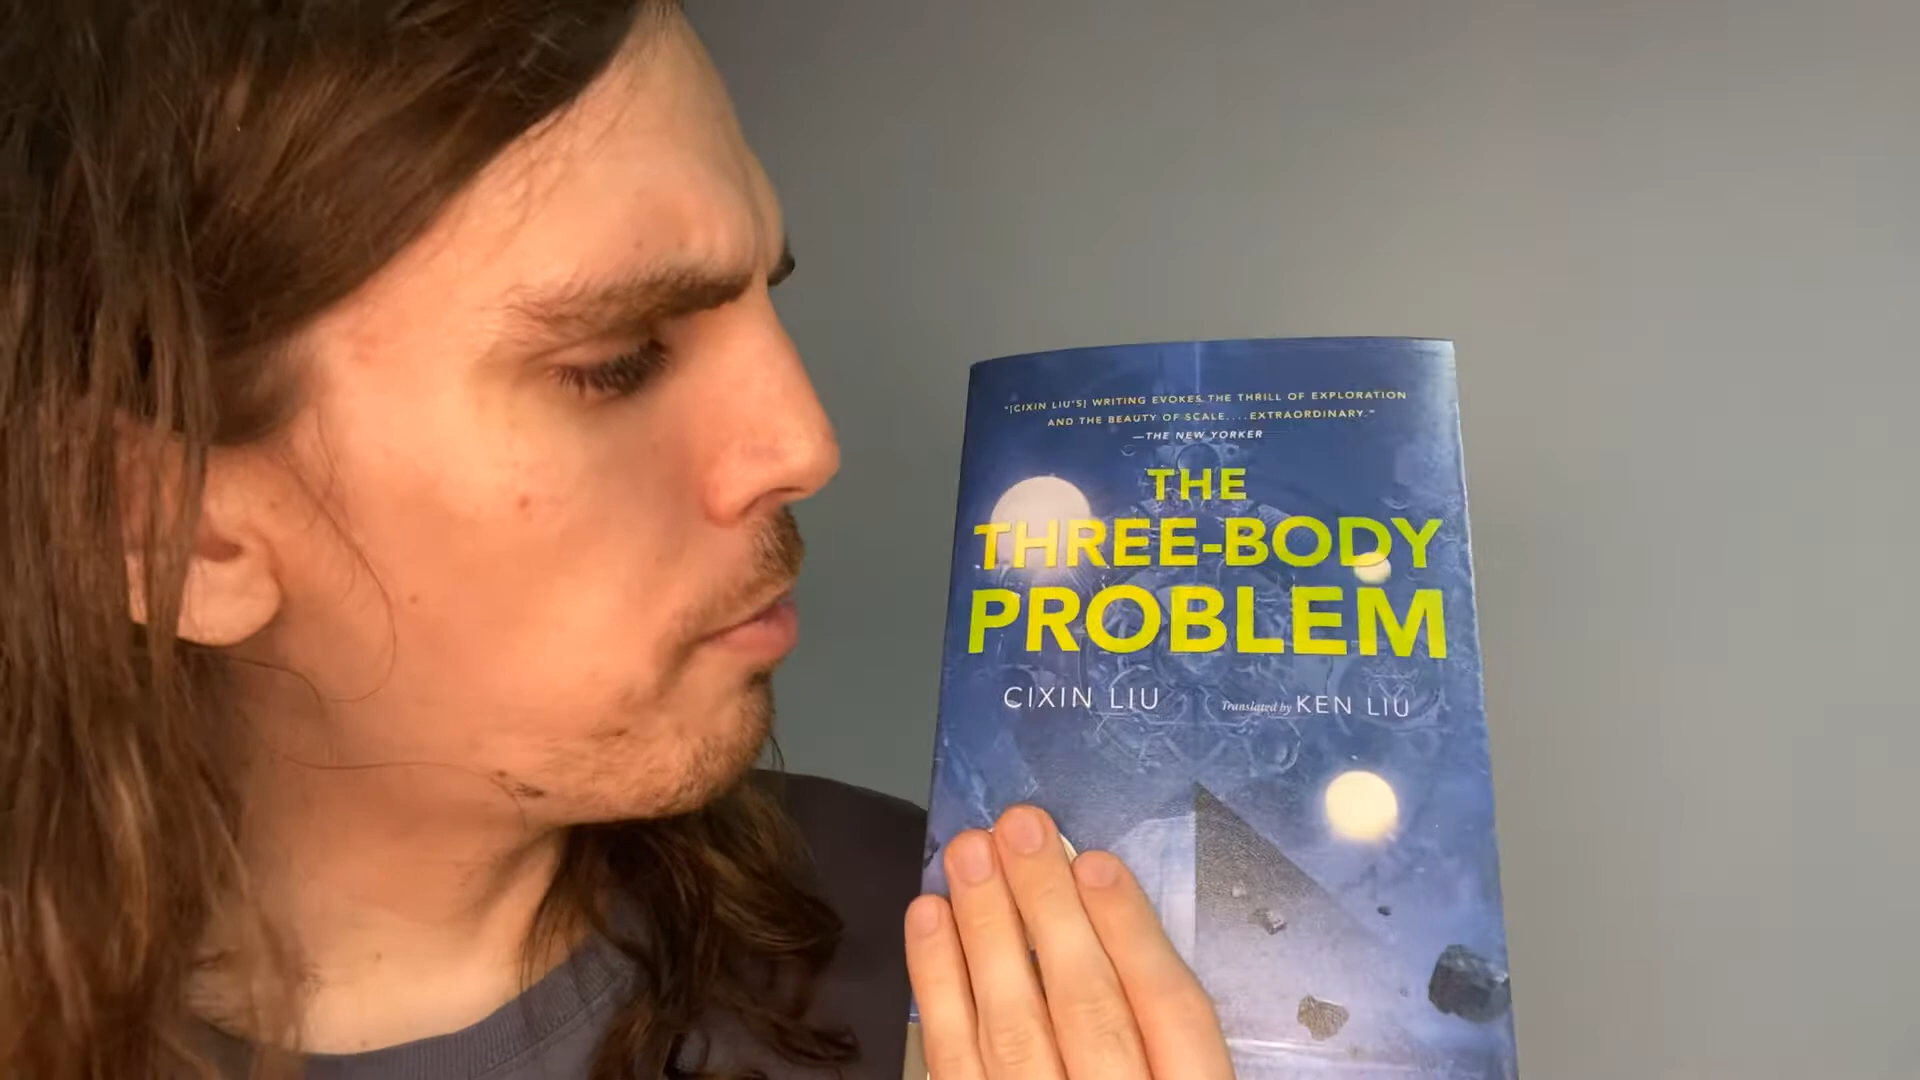 "[CIXIN LIU'S] WRITING EVOKES THE THRILL OF EXPLORATION
AND THE BEAUTY OF SCALE....EXTRAORDINARY."
—THE NEW YORKER
THE
THREE-BODY
PROBLEM
CIXIN LIU Translated by KEN LIU